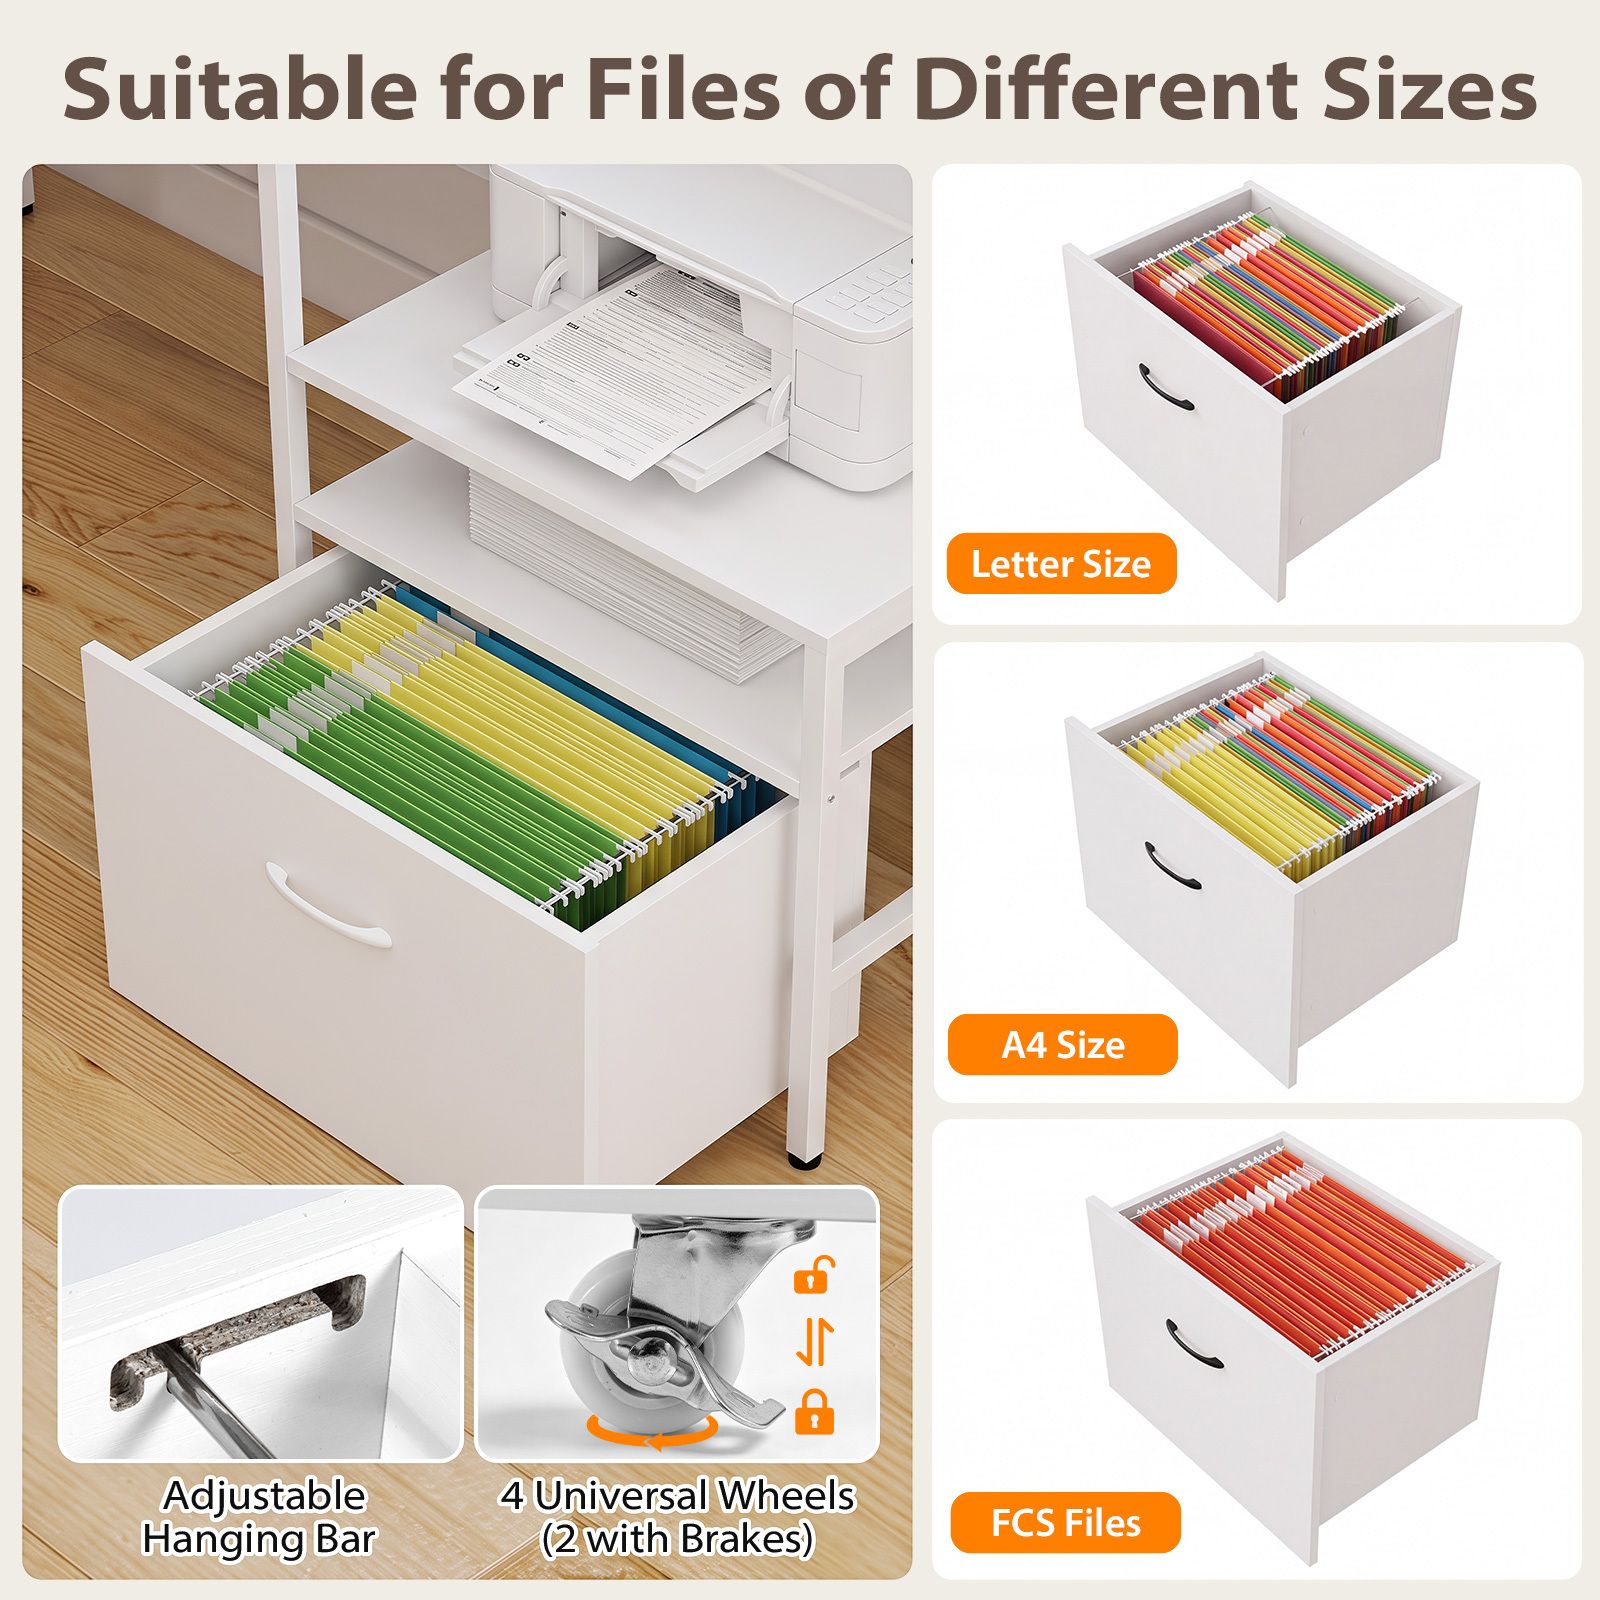 Suitable for Files of Different Sizes
Letter Size
A4 Size
FCS Files
Adjustable
Hanging Bar
4 Universal Wheels
(2 with Brakes)